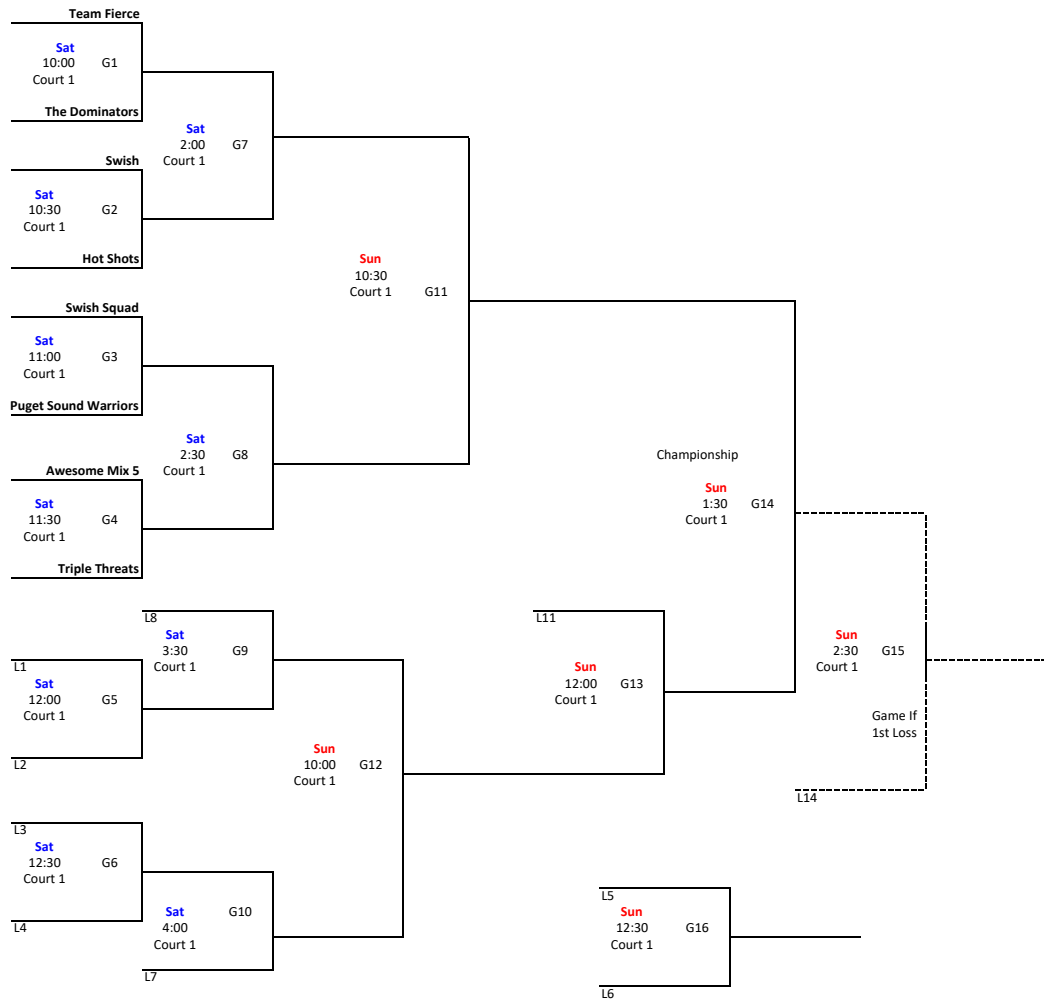 Team Fierce
Sat
10:00 G1
Court 1
The Dominators
Sat
2:00 G7
Court 1
Swish
Sat
10:30 G2
Court 1
Hot Shots
Sun
10:30
Court 1 G11
Swish Squad
Sat
11:00 G3
Court 1
Puget Sound Warriors
Sat
2:30 G8
Court 1
Awesome Mix 5
Sat
11:30 G4
Court 1
Triple Threats
Championship
Sun
1:30 G14
Court 1
L8
Sat
3:30 G9
Court 1
L1
Sat
12:00 G5
Court 1
L2
L11
Sun
12:00 G13
Court 1
Sun
2:30 G15
Court 1
Game If
1st Loss
L14
Sun
10:00 G12
Court 1
L3
Sat
12:30 G6
Court 1
L4
Sat G10
4:00
Court 1
L7
L5
Sun
12:30 G16
Court 1
L6